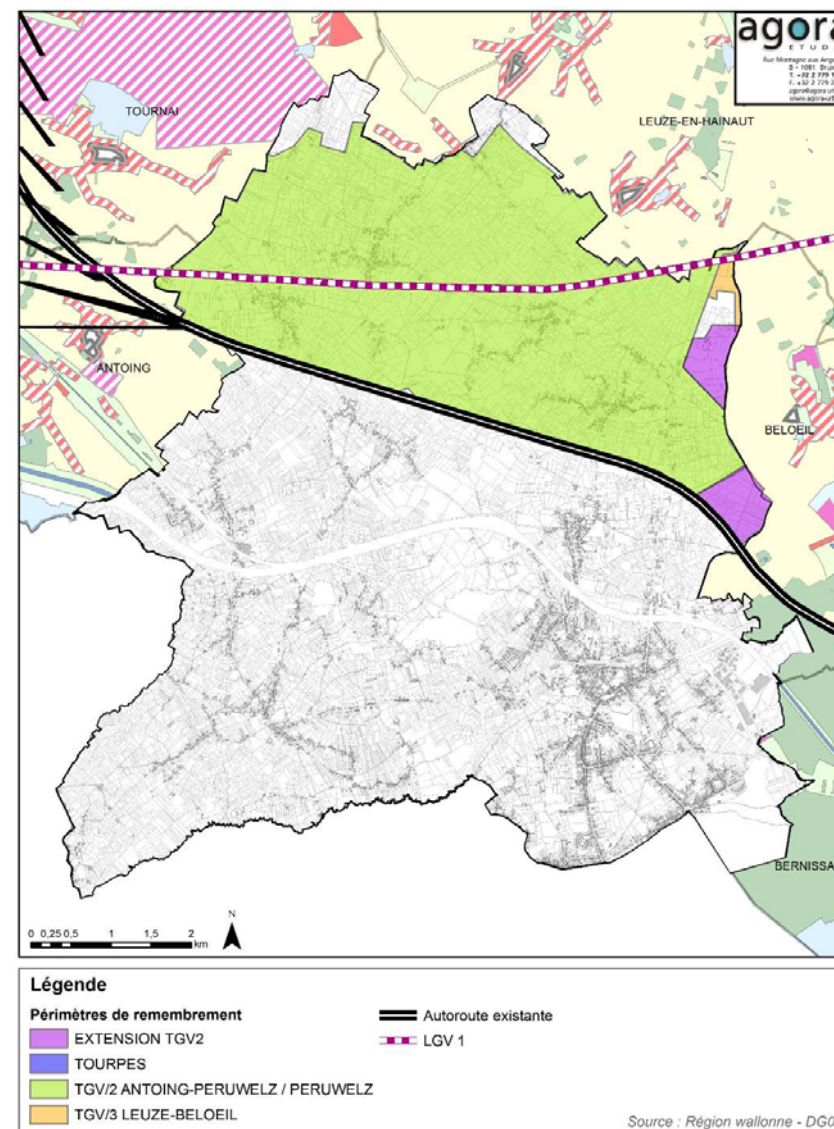 agora
ETUD
B - 1081
TOURNAI
LEUZE-EN-HAINAUT
ANTOING
BELOEIL
BERNISSA
0 0,25 0,5 1 1,5 2
km
N
Légende
Périmètres de remembrement
EXTENSION TGV2
TOURPES
TGV/2 ANTOING-PERUWELZ / PERUWELZ
TGV/3 LEUZE-BELOEIL
Autoroute existante
LGV 1
Source : Région wallonne - DG0